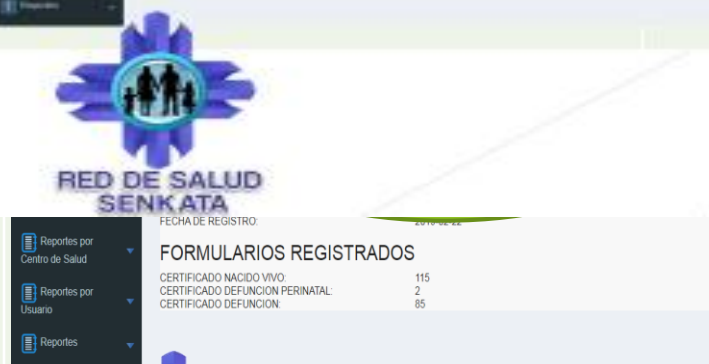 RED DE SALUD
SENKATA
FECHA DE REGISTRO:
Reportes por
Centro de Salud
FORMULARIOS REGISTRADOS
CERTIFICADO NACIDO VIVO: 115
CERTIFICADO DEFUNCION PERINATAL: 2
CERTIFICADO DEFUNCION: 85
Reportes por
Usuario
Reportes